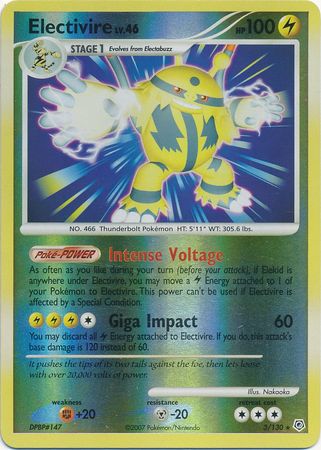 Electivire LV.46 HP 100
STAGE 1 Evolves from Electabuzz
NO. 466 Thunderbolt Pokémon HT: 5'11" WT: 305.6 lbs.
Poké-POWER Intense Voltage
As often as you like during your turn (before your attack), if Elekid is
anywhere under Electivire, you may move a Energy attached to 1 of
your Pokémon to Electivire. This power can't be used if Electivire is
affected by a Special Condition.
Giga Impact 60
You may discard all Energy attached to Electivire. If you do, this attack's
base damage is 120 instead of 60.
It pushes the tips of its two tails against the foe, then lets loose
with over 20,000 volts of power.
Illus. Nakaoka
weakness resistance retreat cost
+20 -20
DPBP#147 ©2007 Pokémon/Nintendo 3/130 ★